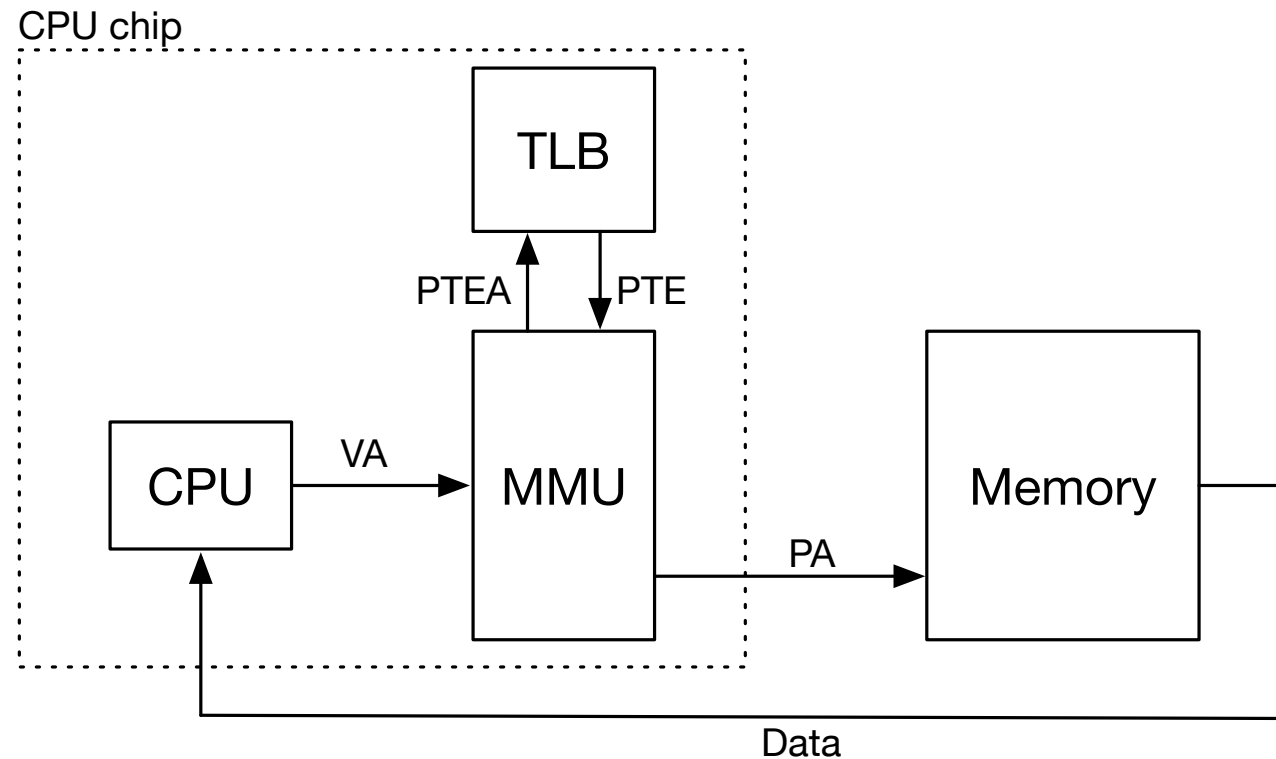 CPU chip
TLB
PTEA
PTE
VA
CPU
MMU
Memory
PA
Data